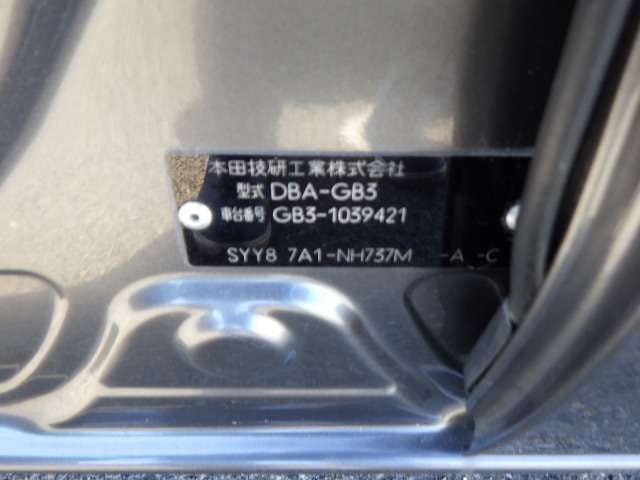 本田技研工業株式会社
型式 DBA-GB3
車台番号 GB3-1039421
SYY8 7A1-NH737M -A -C